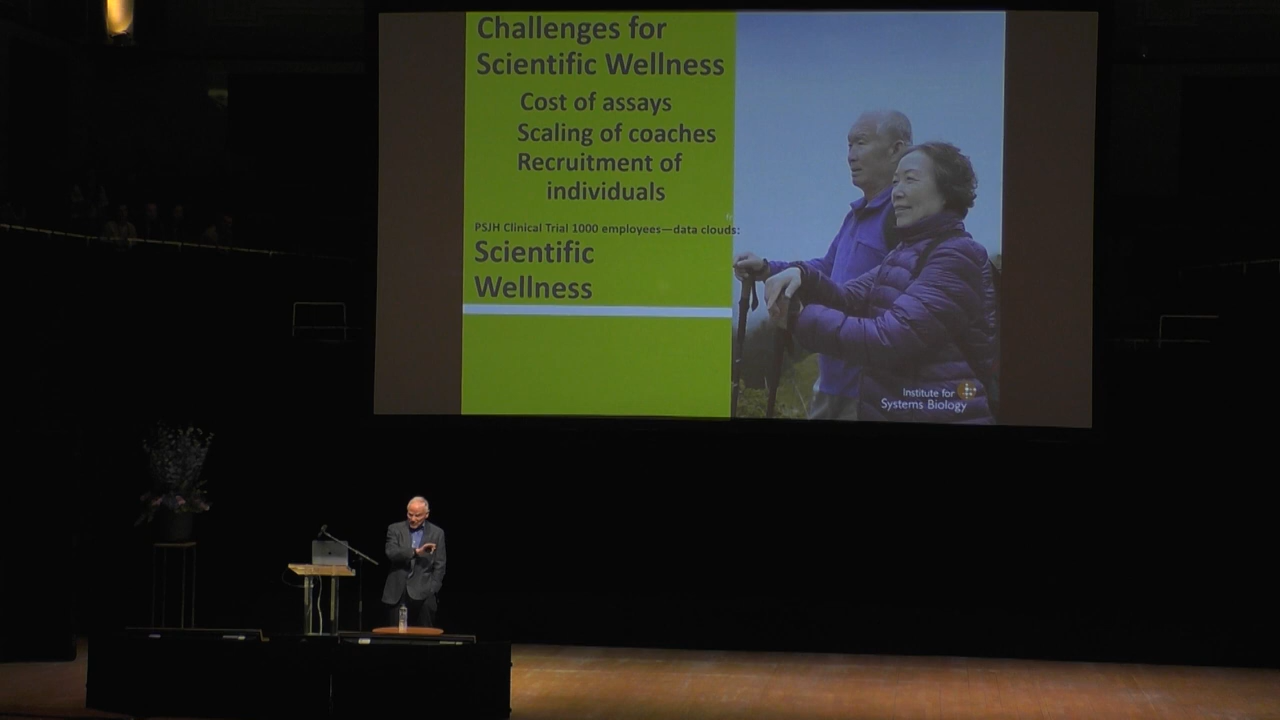 Challenges for
Scientific Wellness
Cost of assays
Scaling of coaches
Recruitment of
individuals
PSJH Clinical Trial 1000 employees—data clouds:
Scientific
Wellness
Institute for
Systems Biology